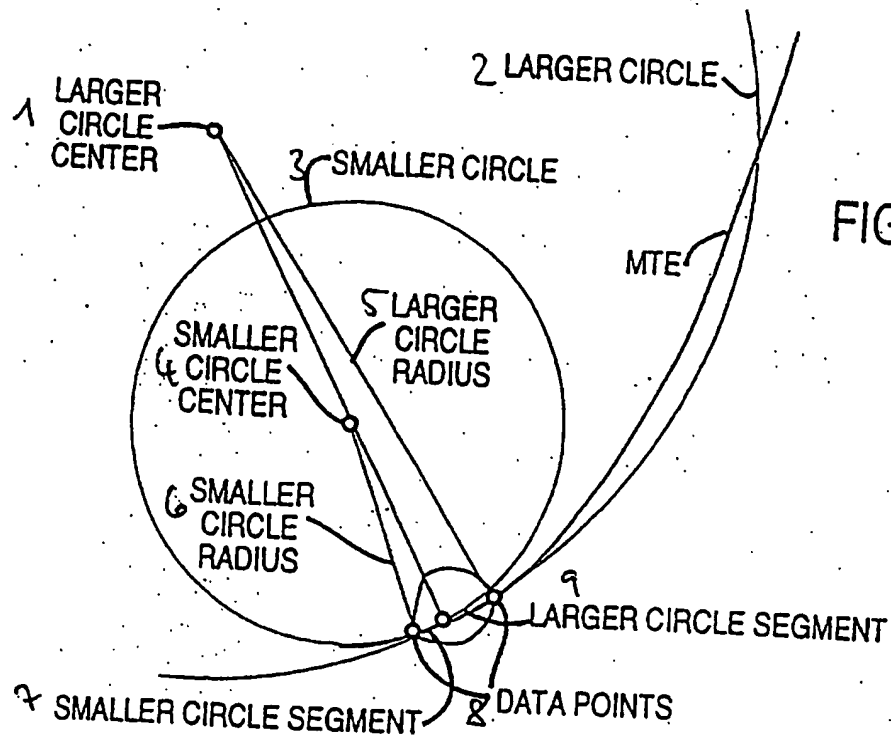 2 LARGER CIRCLE
1 LARGER
CIRCLE
CENTER
3 SMALLER CIRCLE
FIG
MTE
5 LARGER
CIRCLE
RADIUS
SMALLER
4 CIRCLE
CENTER
6 SMALLER
CIRCLE
RADIUS
9
LARGER CIRCLE SEGMENT
8 DATA POINTS
7 SMALLER CIRCLE SEGMENT